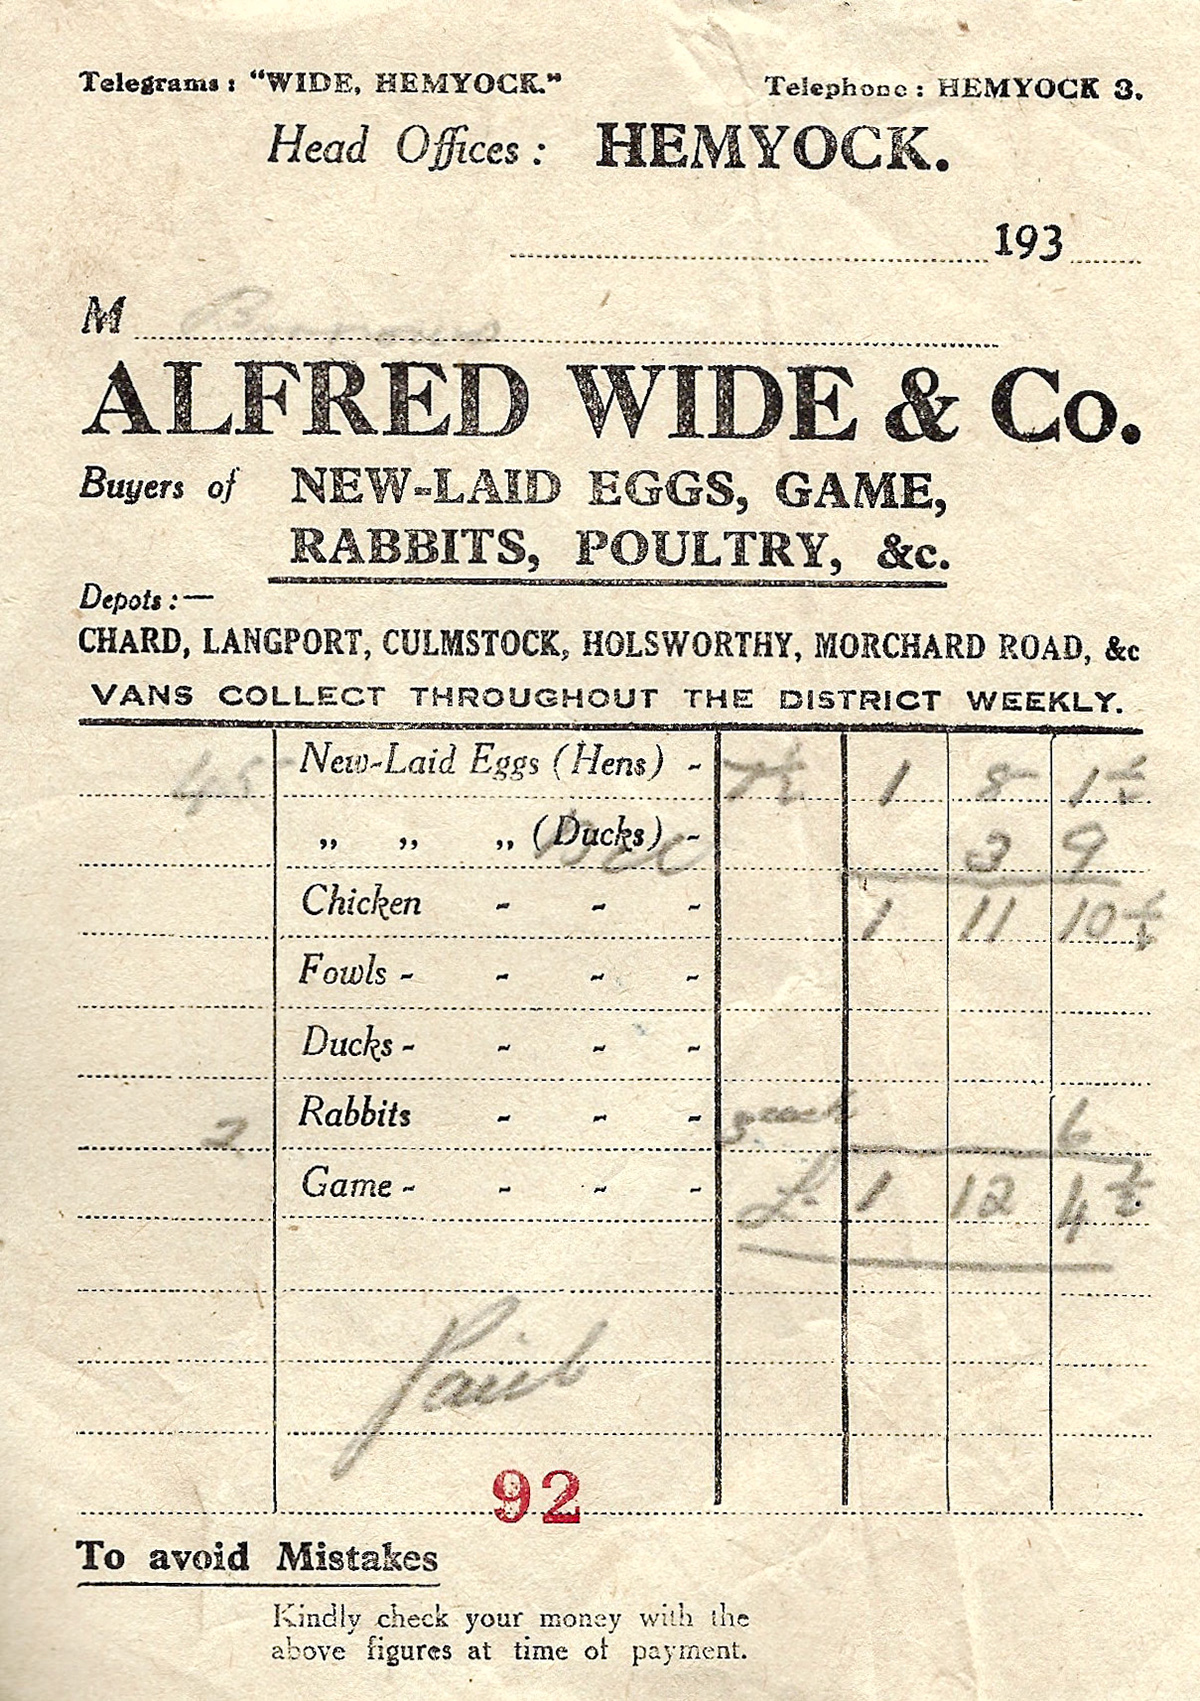 Telegrams: "WIDE, HEMYOCK." Telephone: HEMYOCK 3.
Head Offices: HEMYOCK.
193
M
ALFRED WIDE & Co.
Buyers of NEW-LAID EGGS, GAME,
RABBITS, POULTRY, &c.
Depots:—
CHARD, LANGPORT, CULMSTOCK, HOLSWORTHY, MORCHARD ROAD, &c
VANS COLLECT THROUGHOUT THE DISTRICT WEEKLY.
45 New-Laid Eggs (Hens) - 7½ 1 8 1½
„ „ „ (Ducks) - 3 9
Chicken - - - 1 11 10½
Fowls - - - -
Ducks - - - -
2 Rabbits - - - 3 each 6
Game - - - - £ 1 12 4½
Paid
92
To avoid Mistakes
Kindly check your money with the
above figures at time of payment.